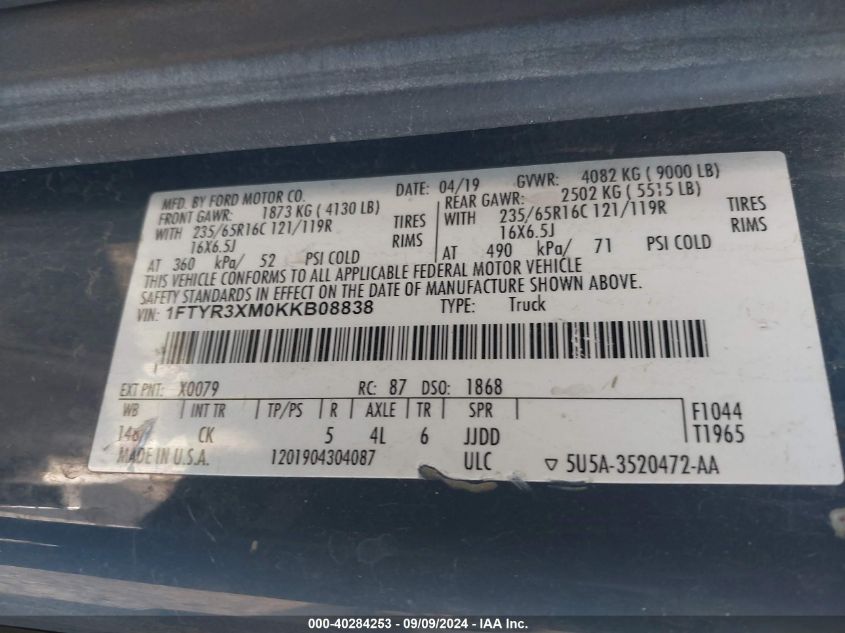 MFD. BY FORD MOTOR CO. DATE: 04/19 GVWR: 4082 KG ( 9000 LB)
FRONT GAWR: 1873 KG ( 4130 LB) REAR GAWR: 2502 KG ( 5515 LB)
WITH 235/65R16C 121/119R TIRES WITH 235/65R16C 121/119R TIRES
16X6.5J RIMS 16X6.5J RIMS
AT 360 kPa/ 52 PSI COLD AT 490 kPa/ 71 PSI COLD
THIS VEHICLE CONFORMS TO ALL APPLICABLE FEDERAL MOTOR VEHICLE
SAFETY STANDARDS IN EFFECT ON THE DATE OF MANUFACTURE SHOWN ABOVE.
VIN: 1FTYR3XM0KKB08838 TYPE: Truck
EXT PNT: X0079 RC: 87 DSO: 1868
WB INT TR TP/PS R AXLE TR SPR F1044
CK 5 4L 6 JJDD T1965
MADE IN U.S.A. 1201904304087 ULC ▽ 5U5A-3520472-AA
000-40284253 - 09/09/2024 - IAA Inc.